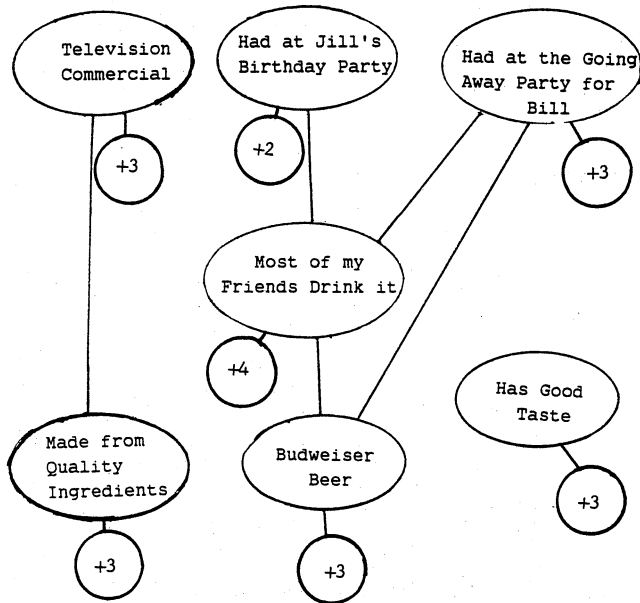 Television
Commercial
+3
Had at Jill's
Birthday Party
+2
Had at the Going
Away Party for
Bill
+3
Most of my
Friends Drink it
+4
Made from
Quality
Ingredients
+3
Budweiser
Beer
+3
Has Good
Taste
+3